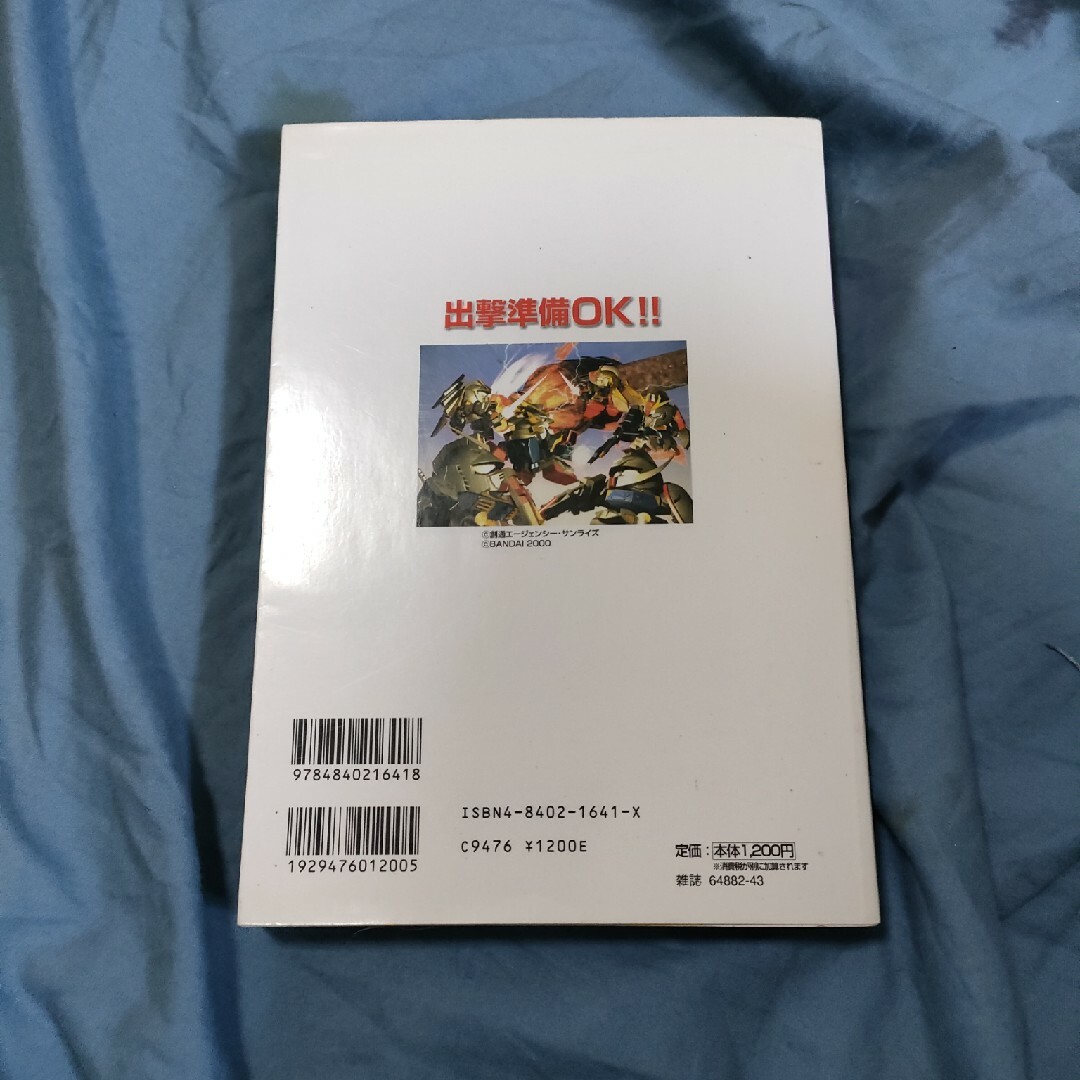 出撃準備OK!!
©創通エージェンシー・サンライズ
©BANDAI 2000
9784840216418
ISBN4-8402-1641-X
C9476 ¥1200E
1929476012005
定価：本体1,200円
※消費税が別に加算されます
雑誌 64882-43